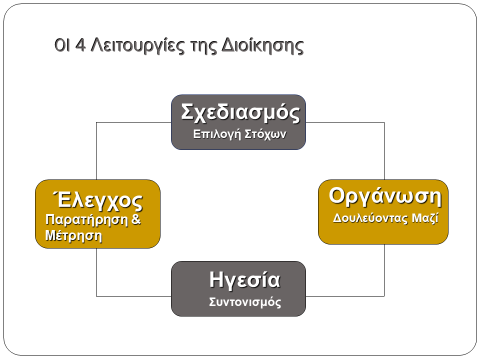 ΟΙ 4 Λειτουργίες της Διοίκησης
Σχεδιασμός
Επιλογή Στόχων
Έλεγχος
Παρατήρηση &
Μέτρηση
Οργάνωση
Δουλεύοντας Μαζί
Ηγεσία
Συντονισμός